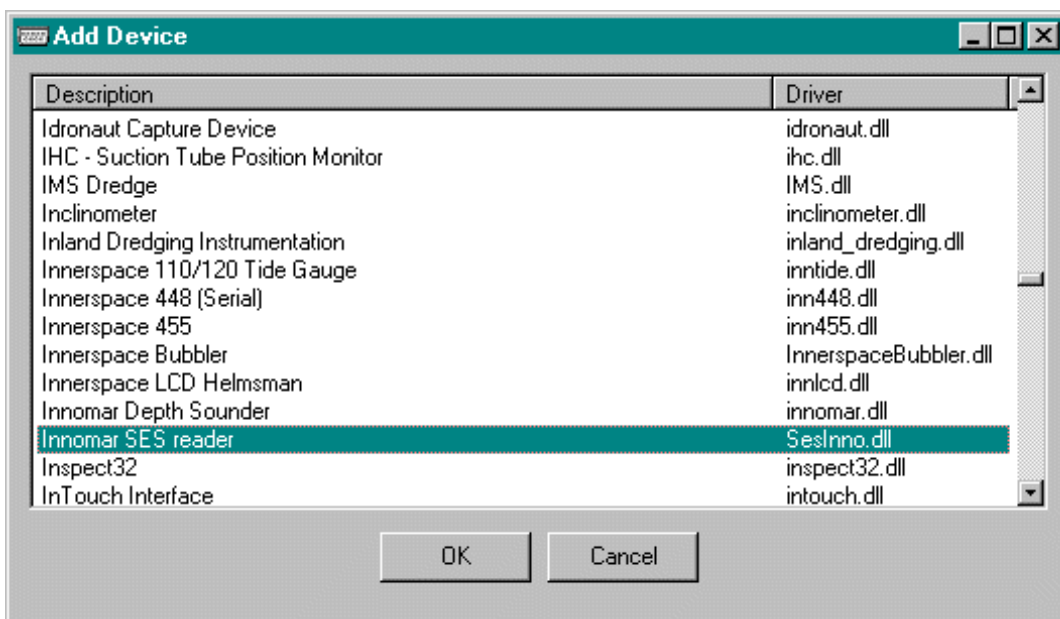 Add Device
Description Driver
Idronaut Capture Device idronaut.dll
IHC - Suction Tube Position Monitor ihc.dll
IMS Dredge IMS.dll
Inclinometer inclinometer.dll
Inland Dredging Instrumentation inland_dredging.dll
Innerspace 110/120 Tide Gauge inntide.dll
Innerspace 448 (Serial) inn448.dll
Innerspace 455 inn455.dll
Innerspace Bubbler InnerspaceBubbler.dll
Innerspace LCD Helmsman innlcd.dll
Innomar Depth Sounder innomar.dll
Innomar SES reader SesInno.dll
Inspect32 inspect32.dll
InTouch Interface intouch.dll
OK Cancel